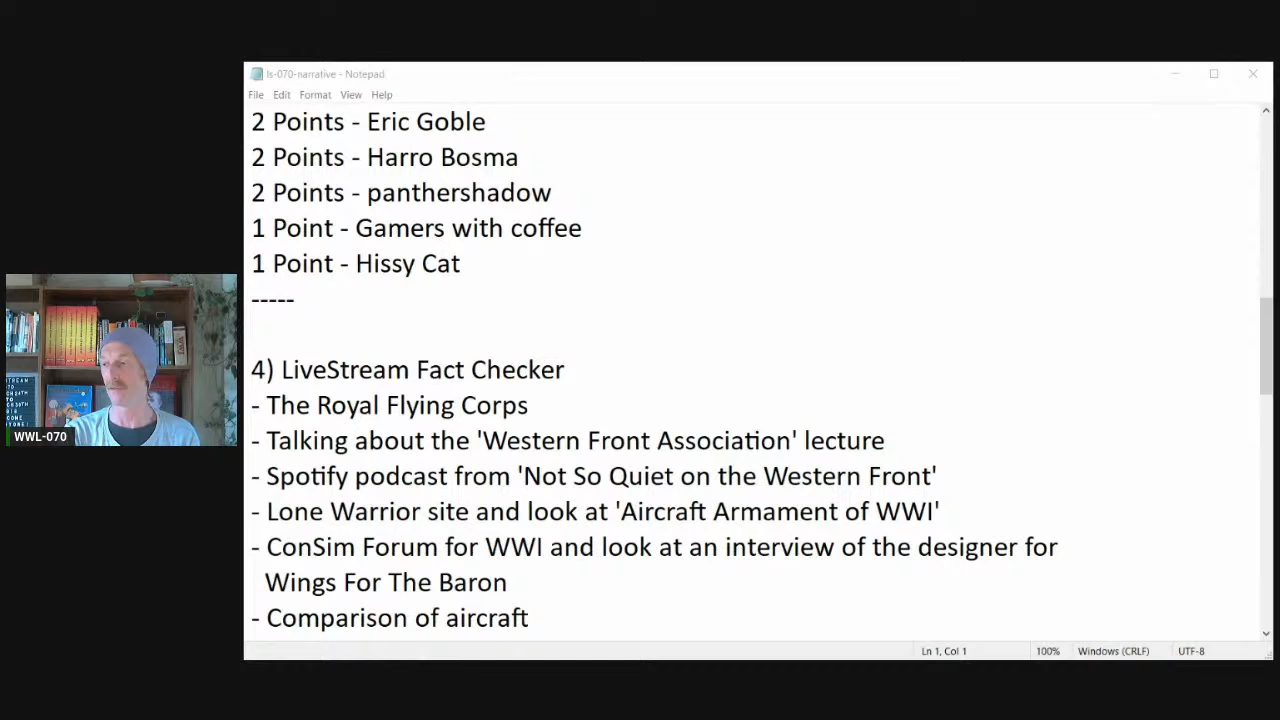 ls-070-narrative - Notepad
File Edit Format View Help
2 Points - Eric Goble
2 Points - Harro Bosma
2 Points - panthershadow
1 Point - Gamers with coffee
1 Point - Hissy Cat
-----
4) LiveStream Fact Checker
- The Royal Flying Corps
- Talking about the 'Western Front Association' lecture
- Spotify podcast from 'Not So Quiet on the Western Front'
- Lone Warrior site and look at 'Aircraft Armament of WWI'
- ConSim Forum for WWI and look at an interview of the designer for
Wings For The Baron
- Comparison of aircraft
WWL-070
Ln 1, Col 1 100% Windows (CRLF) UTF-8